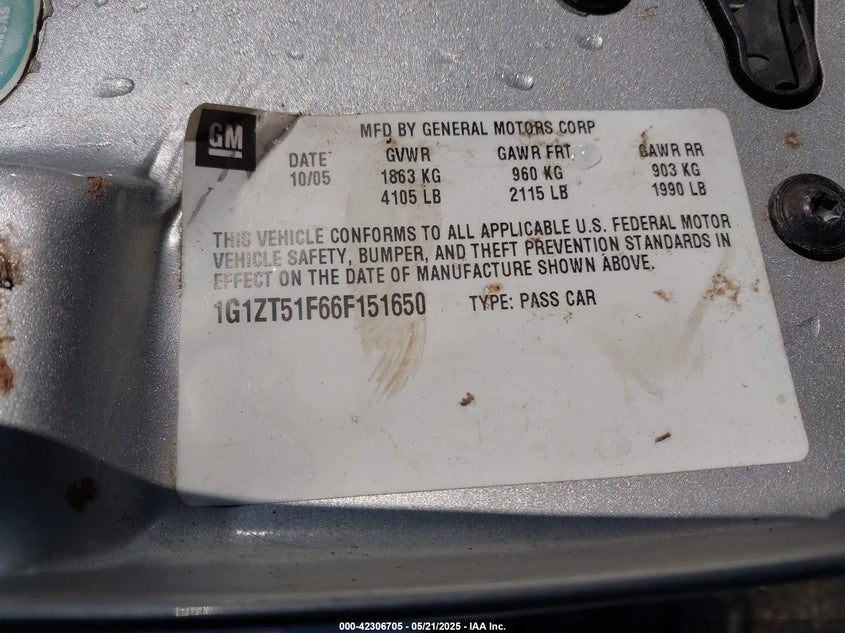 GM
MFD BY GENERAL MOTORS CORP
DATE GVWR GAWR FRT GAWR RR
10/05 1863 KG 960 KG 903 KG
4105 LB 2115 LB 1990 LB
THIS VEHICLE CONFORMS TO ALL APPLICABLE U.S. FEDERAL MOTOR
VEHICLE SAFETY, BUMPER, AND THEFT PREVENTION STANDARDS IN
EFFECT ON THE DATE OF MANUFACTURE SHOWN ABOVE.
1G1ZT51F66F151650 TYPE: PASS CAR
000-42306705 - 05/21/2025 - IAA Inc.